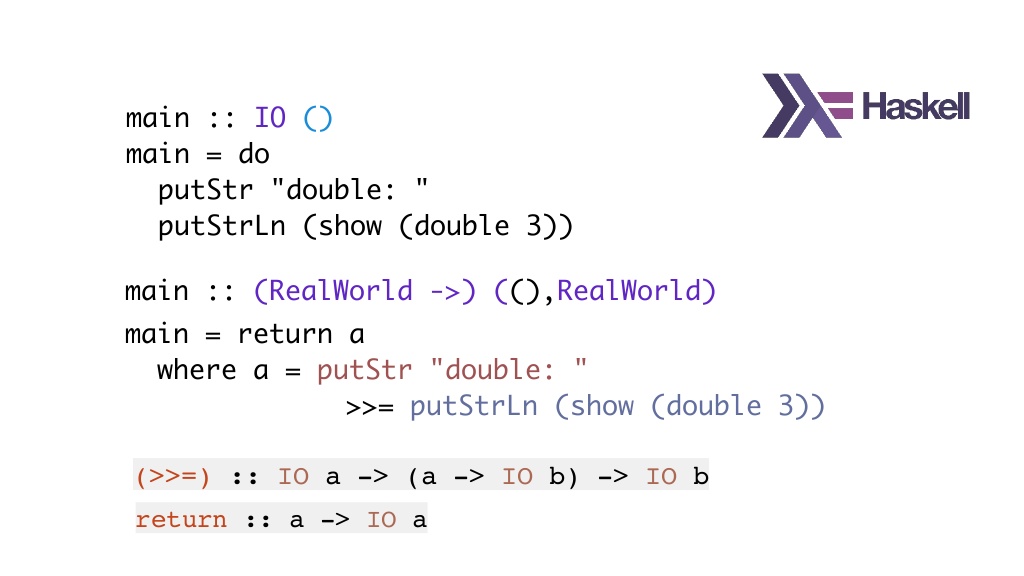 Haskell
main :: IO ()
main = do
  putStr "double: "
  putStrLn (show (double 3))
main :: (RealWorld ->) ((),RealWorld)
main = return a
  where a = putStr "double: "
              >>= putStrLn (show (double 3))
(>>=) :: IO a -> (a -> IO b) -> IO b
return :: a -> IO a